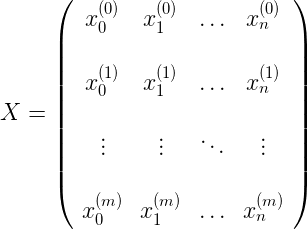 x_0^{(0)} x_1^{(0)} … x_n^{(0)}
x_0^{(1)} x_1^{(1)} … x_n^{(1)}
X =
⋮ ⋮ ⋱ ⋮
x_0^{(m)} x_1^{(m)} … x_n^{(m)}